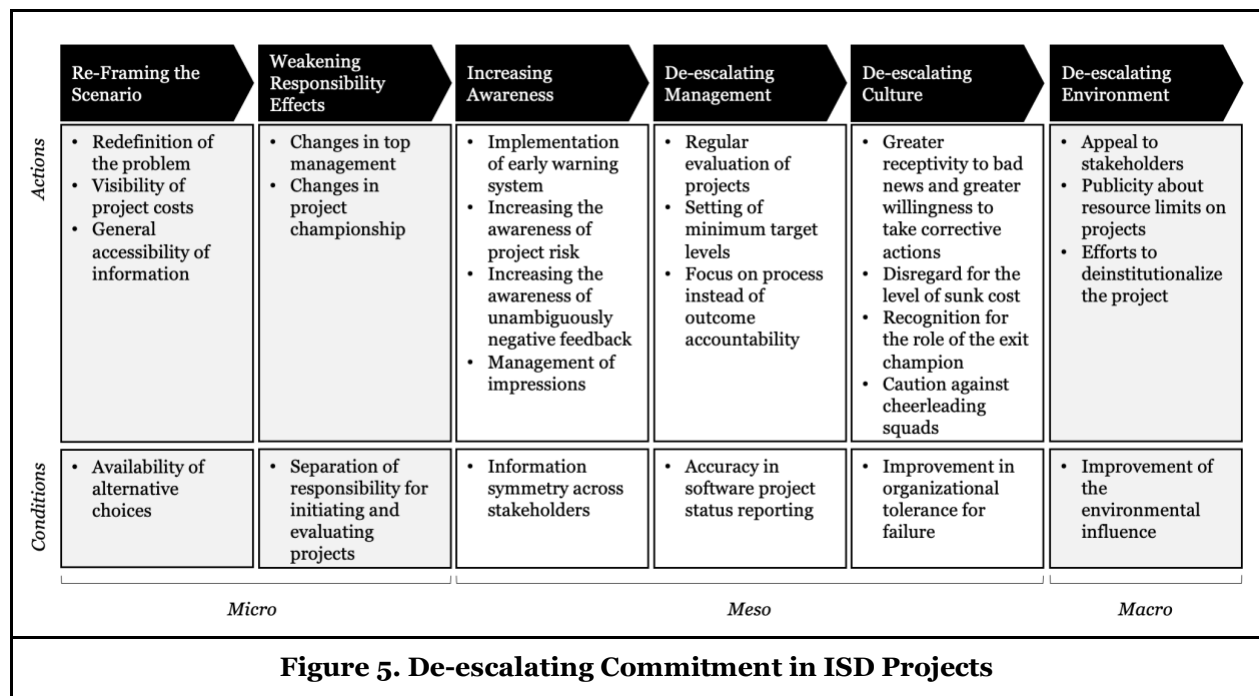 Re-Framing the
Scenario
Weakening
Responsibility
Effects
Increasing
Awareness
De-escalating
Management
De-escalating
Culture
De-escalating
Environment
Actions
• Redefinition of
the problem
• Visibility of
project costs
• General
accessibility of
information
• Changes in top
management
• Changes in
project
championship
• Implementation
of early warning
system
• Increasing the
awareness of
project risk
• Increasing the
awareness of
unambiguously
negative feedback
• Management of
impressions
• Regular
evaluation of
projects
• Setting of
minimum target
levels
• Focus on process
instead of
outcome
accountability
• Greater
receptivity to bad
news and greater
willingness to
take corrective
actions
• Disregard for the
level of sunk cost
• Recognition for
the role of the exit
champion
• Caution against
cheerleading
squads
• Appeal to
stakeholders
• Publicity about
resource limits on
projects
• Efforts to
deinstitutionalize
the project
Conditions
• Availability of
alternative
choices
• Separation of
responsibility for
initiating and
evaluating
projects
• Information
symmetry across
stakeholders
• Accuracy in
software project
status reporting
• Improvement in
organizational
tolerance for
failure
• Improvement of
the
environmental
influence
Micro
Meso
Macro
Figure 5. De-escalating Commitment in ISD Projects